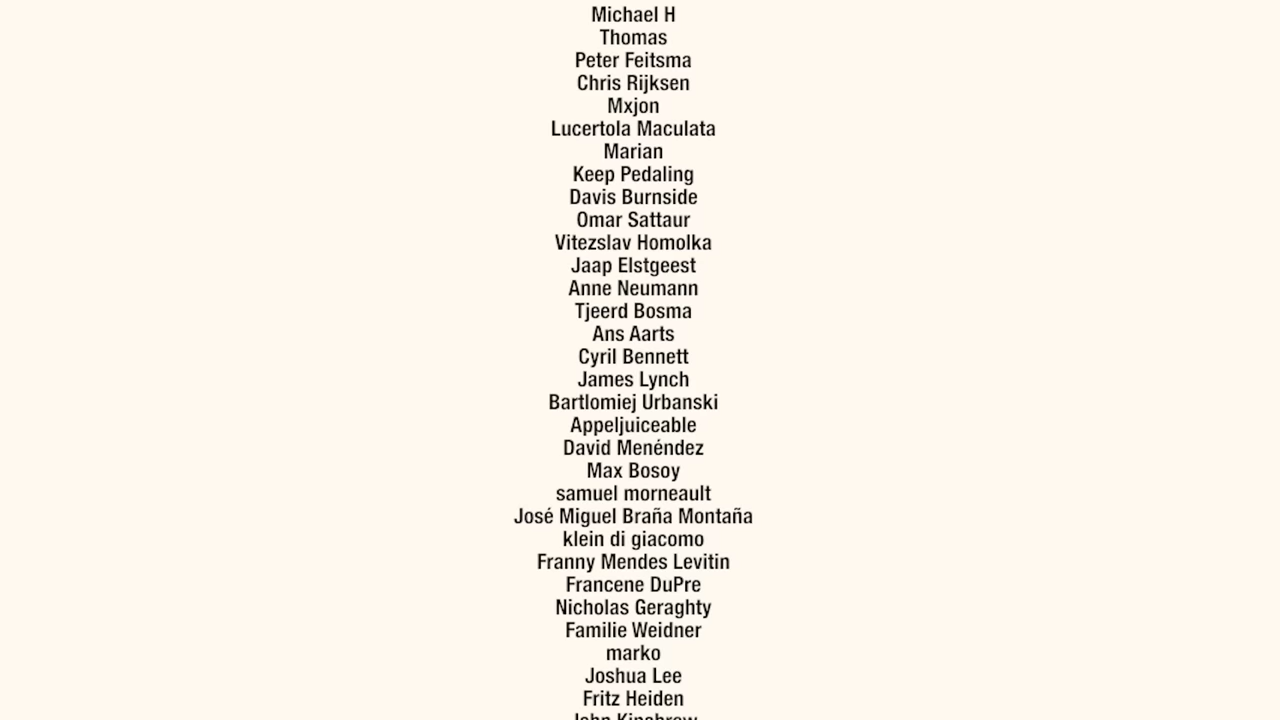 Michael H
Thomas
Peter Feitsma
Chris Rijksen
Mxjon
Lucertola Maculata
Marian
Keep Pedaling
Davis Burnside
Omar Sattaur
Vitezslav Homolka
Jaap Elstgeest
Anne Neumann
Tjeerd Bosma
Ans Aarts
Cyril Bennett
James Lynch
Bartlomiej Urbanski
Appeljuiceable
David Menéndez
Max Bosoy
samuel morneault
José Miguel Braña Montaña
klein di giacomo
Franny Mendes Levitin
Francene DuPre
Nicholas Geraghty
Familie Weidner
marko
Joshua Lee
Fritz Heiden
John